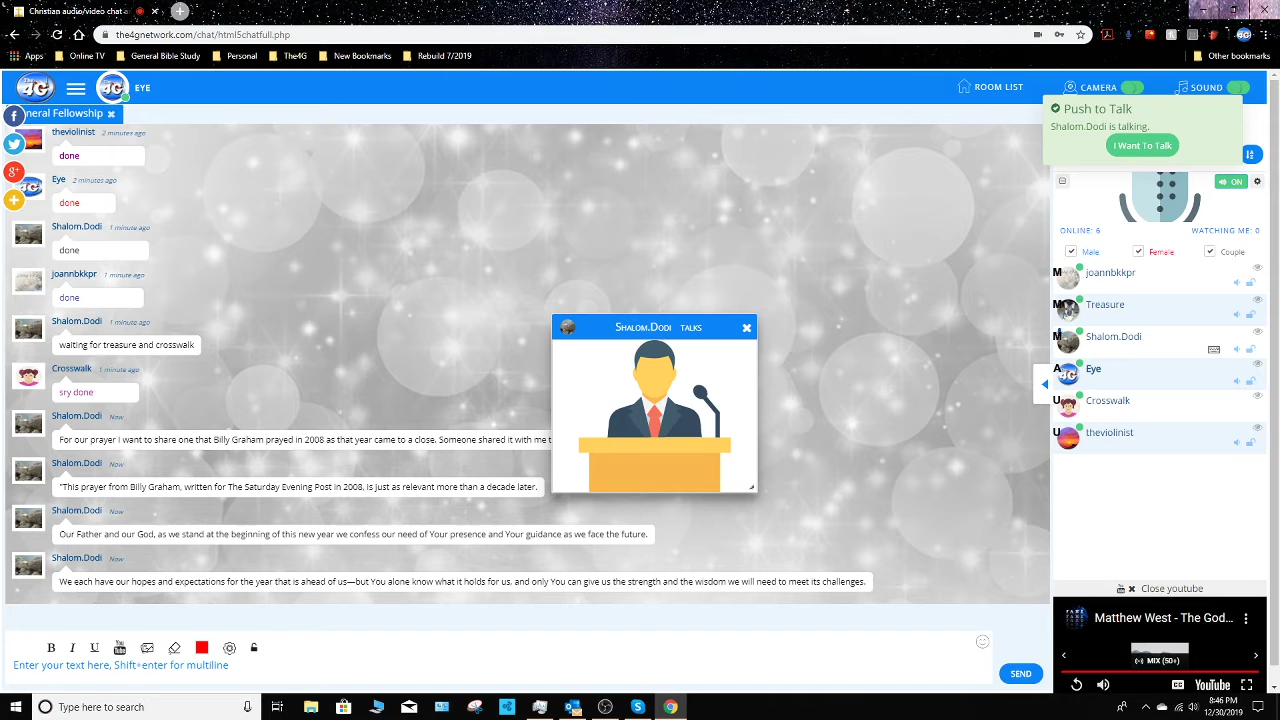 Christian audio/video chat a
the4gnetwork.com/chat/html5chatfull.php
Apps Online TV General Bible Study Personal The4G New Bookmarks Rebuild 7/2019 Other bookmarks
4G EYE ROOM LIST CAMERA SOUND
neral Fellowship
Push to Talk
Shalom.Dodi is talking.
I Want To Talk
theviolinist 2 minute ago
done
Eye 2 minutes ago
done
Shalom.Dodi 1 minute ago
done
joannbkkpr 1 minute ago
done
Shalom.Dodi 1 minute ago
waiting for treasure and crosswalk
Crosswalk 1 minute ago
sry done
Shalom.Dodi Now
For our prayer I want to share one that Billy Graham prayed in 2008 as that year came to a close. Someone shared it with me t
Shalom.Dodi Now
"This prayer from Billy Graham, written for The Saturday Evening Post in 2008, is just as relevant more than a decade later.
Shalom.Dodi Now
Our Father and our God, as we stand at the beginning of this new year we confess our need of Your presence and Your guidance as we face the future.
Shalom.Dodi Now
We each have our hopes and expectations for the year that is ahead of us—but You alone know what it holds for us, and only You can give us the strength and the wisdom we will need to meet its challenges.
Shalom.Dodi talks
ON
ONLINE: 6 WATCHING ME: 0
Male Female Couple
M joannbkkpr
M Treasure
M Shalom.Dodi
A Eye
U Crosswalk
U theviolinist
Close youtube
Matthew West - The God...
MIX (50+)
CC YouTube
B I U
Enter your text here, Shift+enter for multiline
SEND
Type here to search
8:46 PM
12/30/2019